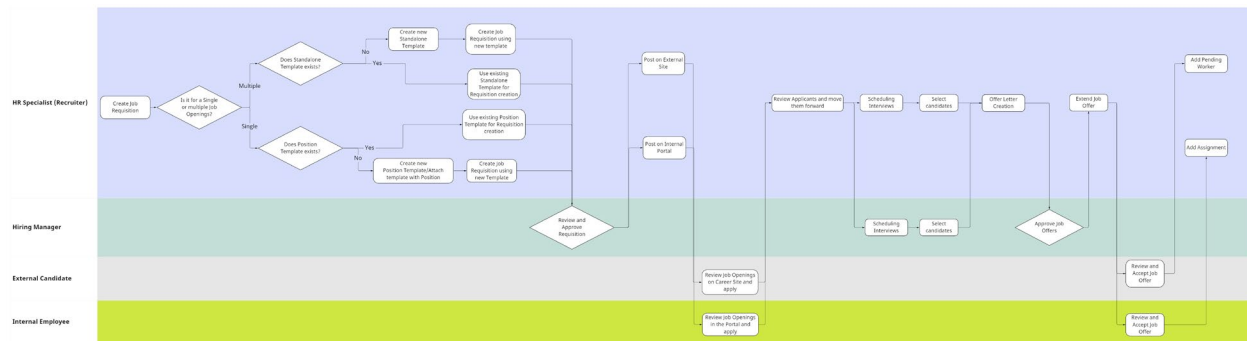 HR Specialist (Recruiter)
Create Job
Requisition
Is it for a Single
or multiple Job
Openings?
Multiple
Single
Does Standalone
Template exists?
No
Yes
Create new
Standalone
Template
Create Job
Requisition using
new template
Use existing
Standalone
Template for
Requisition creation
Does Position
Template exists?
Yes
No
Use existing Position
Template for Requisition
creation
Create new
Position Template/Attach
template with Position
Create Job
Requisition using
new Template
Post on External
Site
Post on Internal
Portal
Review Applicants and move
them forward
Scheduling
Interviews
Select
candidates
Offer Letter
Creation
Extend Job
Offer
Add Pending
Worker
Add Assignment
Hiring Manager
Review and
Approve
Requisition
Scheduling
Interviews
Select
candidates
Approve Job
Offers
External Candidate
Review Job Openings
on Career Site and
apply
Review and
Accept Job
Offer
Internal Employee
Review Job Openings
in the Portal and
apply
Review and
Accept Job
Offer